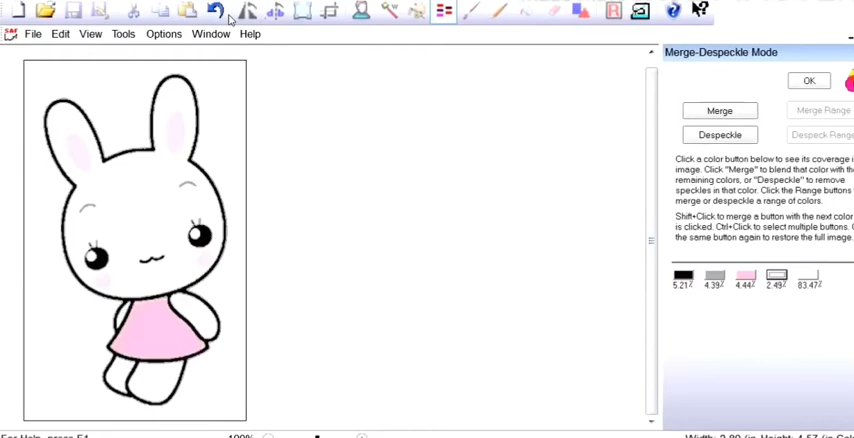 SAF File Edit View Tools Options Window Help
Merge-Despeckle Mode
OK
Merge Merge Range
Despeckle Despeck Range
Click a color button below to see its coverage in
image. Click "Merge" to blend that color with the
remaining colors, or "Despeckle" to remove
speckles in that color. Click the Range buttons
merge or despeckle a range of colors.
Shift+Click to merge a button with the next color
is clicked. Ctrl+Click to select multiple buttons.
the same button again to restore the full image.
5.21% 4.39% 4.44% 2.49% 83.47%
For Help, press F1 100% Width: 2.80 (in Height: 4.57 (in